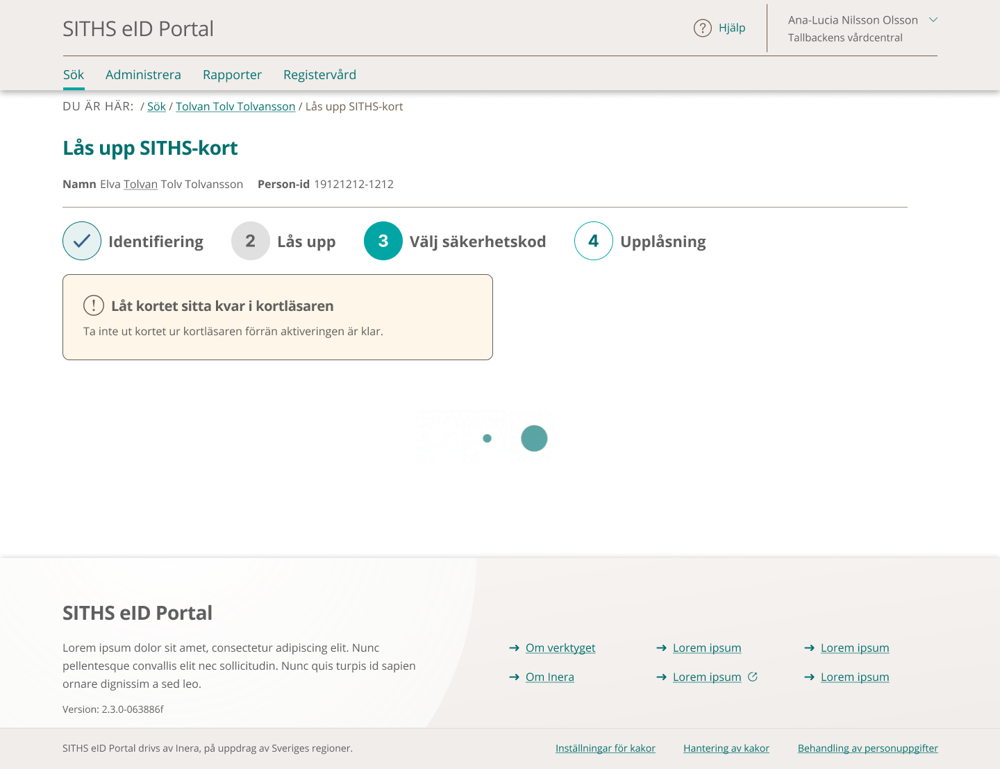 SITHS eID Portal
Hjälp
Ana-Lucia Nilsson Olsson
Tallbackens vårdcentral
Sök Administrera Rapporter Registervård
DU ÄR HÄR: / Sök / Tolvan Tolv Tolvansson / Lås upp SITHS-kort
Lås upp SITHS-kort
Namn Elva Tolvan Tolv Tolvansson Person-id 19121212-1212
Identifiering 2 Lås upp 3 Välj säkerhetskod 4 Upplåsning
Låt kortet sitta kvar i kortläsaren
Ta inte ut kortet ur kortläsaren förrän aktiveringen är klar.
SITHS eID Portal
Lorem ipsum dolor sit amet, consectetur adipiscing elit. Nunc
pellentesque convallis elit nec sollicitudin. Nunc quis turpis id sapien
ornare dignissim a sed leo.
Version: 2.3.0-063886f
Om verktyget Lorem ipsum Lorem ipsum
Om Inera Lorem ipsum Lorem ipsum
SITHS eID Portal drivs av Inera, på uppdrag av Sveriges regioner.
Inställningar för kakor Hantering av kakor Behandling av personuppgifter